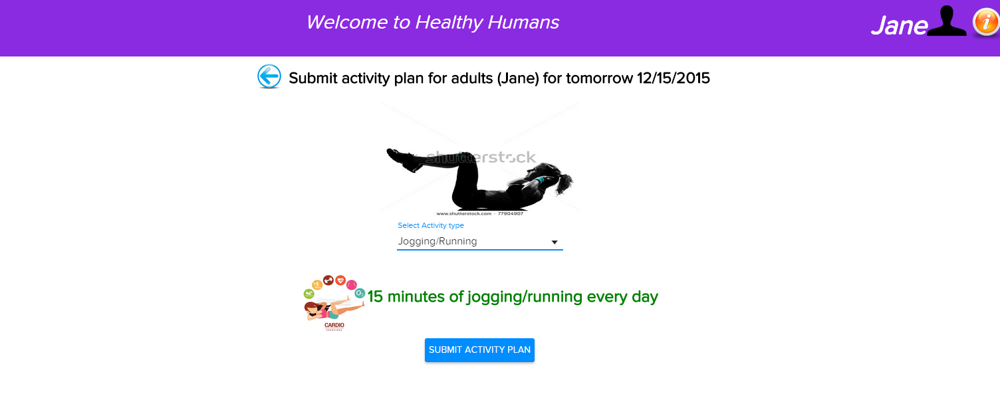 Welcome to Healthy Humans
Jane
i
Submit activity plan for adults (Jane) for tomorrow 12/15/2015
shutterstock
www.shutterstock.com · 77904907
Select Activity type
Jogging/Running
15 minutes of jogging/running every day
O₂
CARDIO
EXERCISES
SUBMIT ACTIVITY PLAN